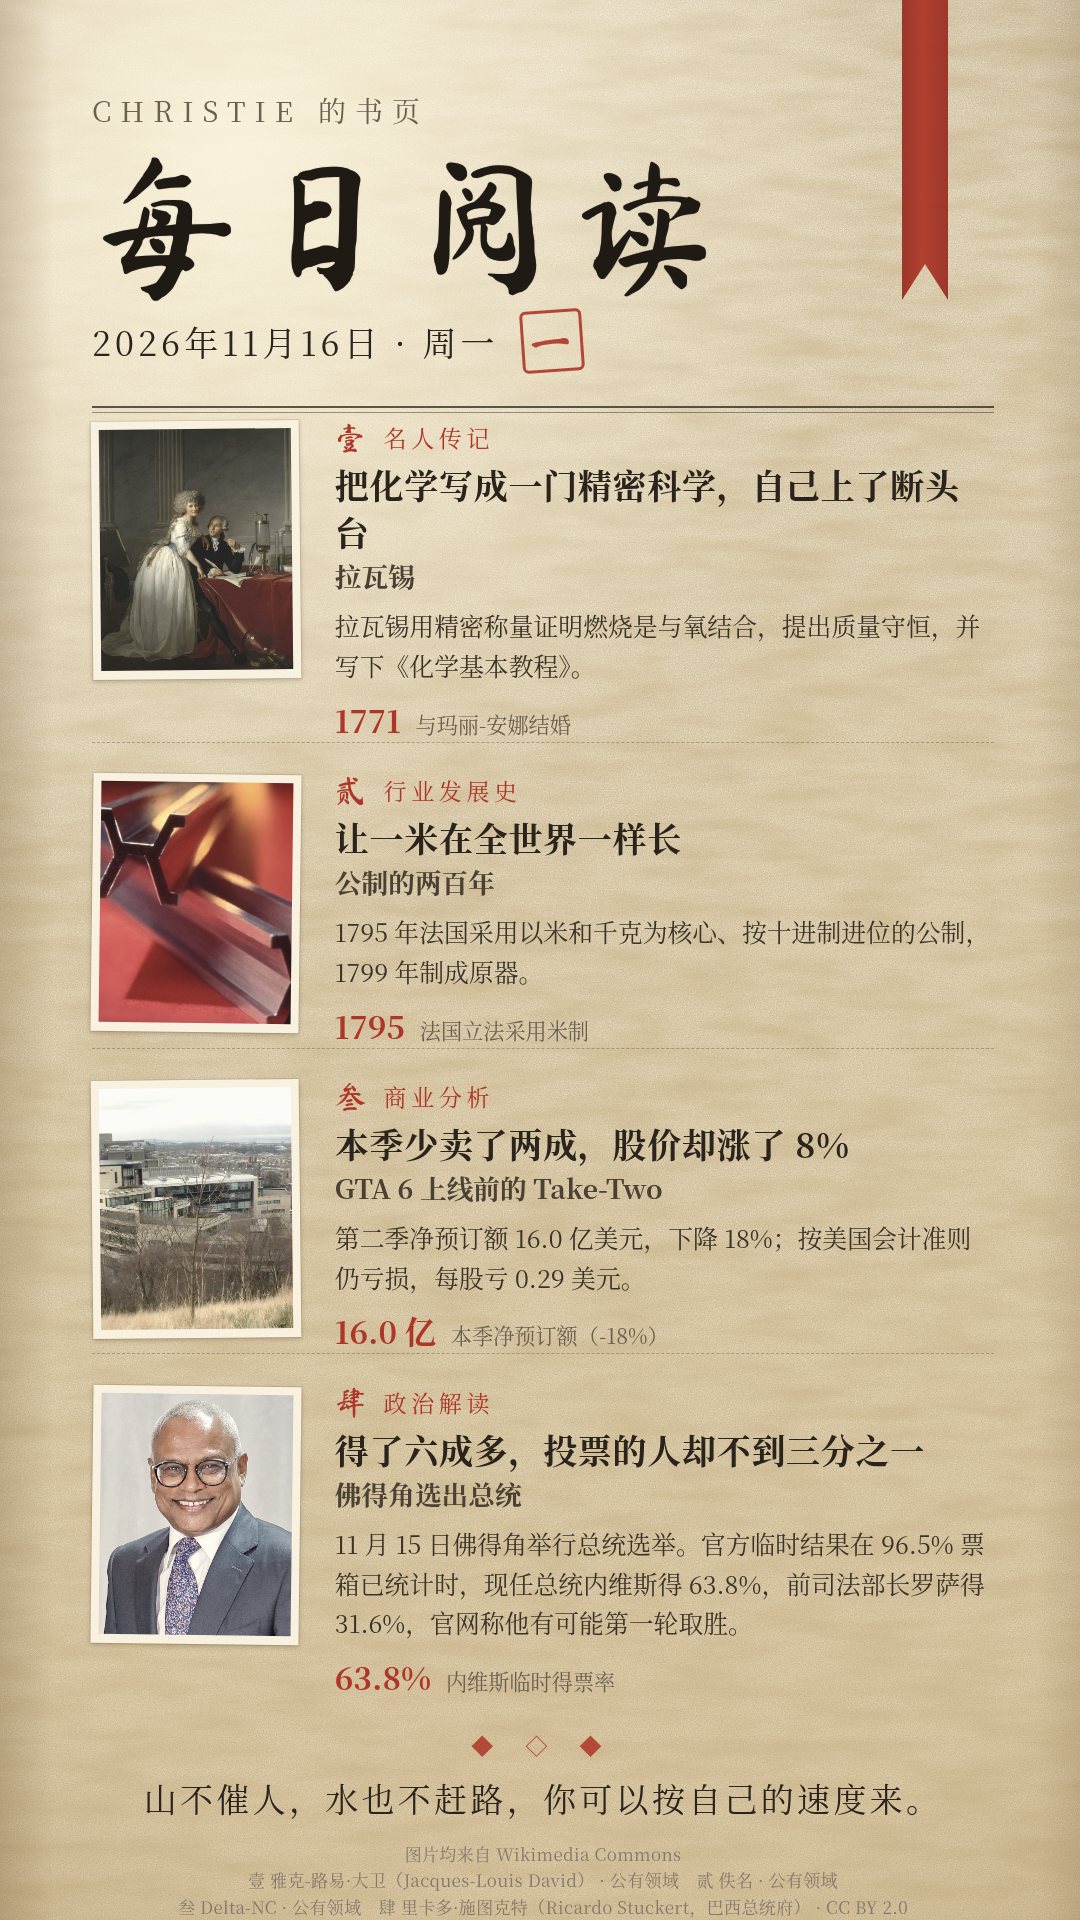 CHRISTIE 的书页
每日阅读
2026年11月16日 · 周一 一
壹 名人传记
把化学写成一门精密科学，自己上了断头
台
拉瓦锡
拉瓦锡用精密称量证明燃烧是与氧结合，提出质量守恒，并
写下《化学基本教程》。
1771 与玛丽-安娜结婚
贰 行业发展史
让一米在全世界一样长
公制的两百年
1795 年法国采用以米和千克为核心、按十进制进位的公制，
1799 年制成原器。
1795 法国立法采用米制
叁 商业分析
本季少卖了两成，股价却涨了 8%
GTA 6 上线前的 Take-Two
第二季净预订额 16.0 亿美元，下降 18%；按美国会计准则
仍亏损，每股亏 0.29 美元。
16.0 亿 本季净预订额（-18%）
肆 政治解读
得了六成多，投票的人却不到三分之一
佛得角选出总统
11 月 15 日佛得角举行总统选举。官方临时结果在 96.5% 票
箱已统计时，现任总统内维斯得 63.8%，前司法部长罗萨得
31.6%，官网称他有可能第一轮取胜。
63.8% 内维斯临时得票率
山不催人，水也不赶路，你可以按自己的速度来。
图片均来自 Wikimedia Commons
壹 雅克-路易·大卫（Jacques-Louis David） · 公有领域 贰 佚名 · 公有领域
叁 Delta-NC · 公有领域 肆 里卡多·施图克特（Ricardo Stuckert，巴西总统府） · CC BY 2.0